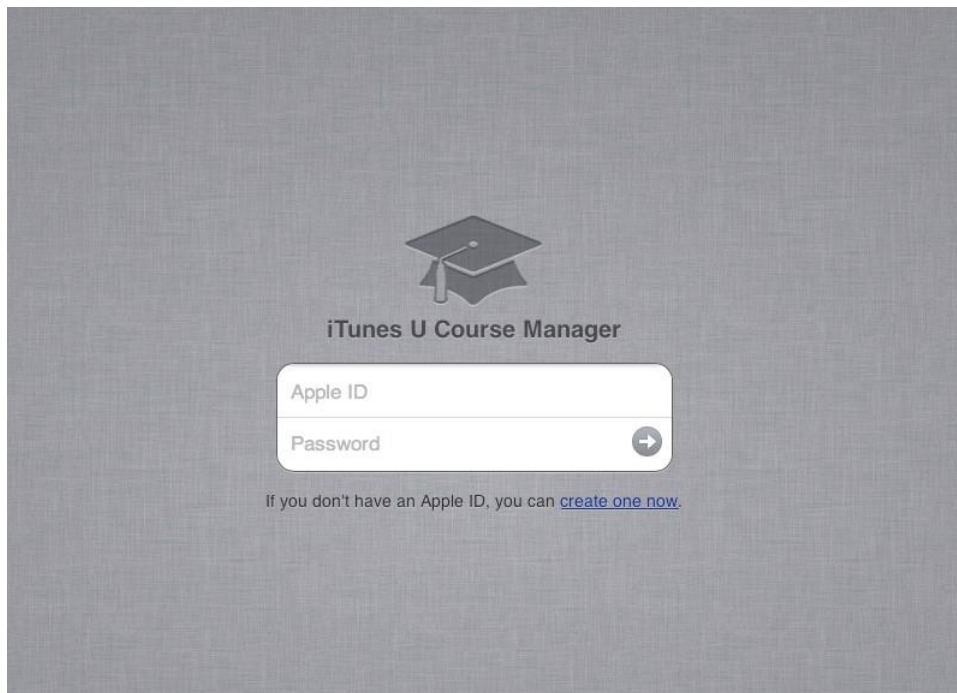 iTunes U Course Manager
Apple ID
Password
If you don't have an Apple ID, you can create one now.